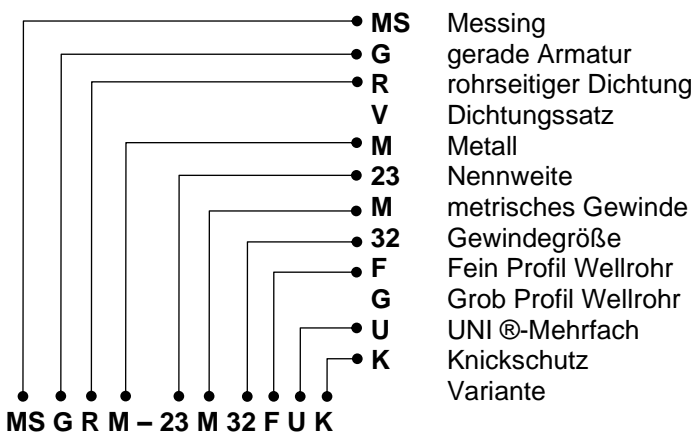 MS Messing
G gerade Armatur
R rohrseitiger Dichtung
V Dichtungssatz
M Metall
23 Nennweite
M metrisches Gewinde
32 Gewindegröße
F Fein Profil Wellrohr
G Grob Profil Wellrohr
U UNI ®-Mehrfach
K Knickschutz
Variante
MS G R M – 23 M 32 F U K